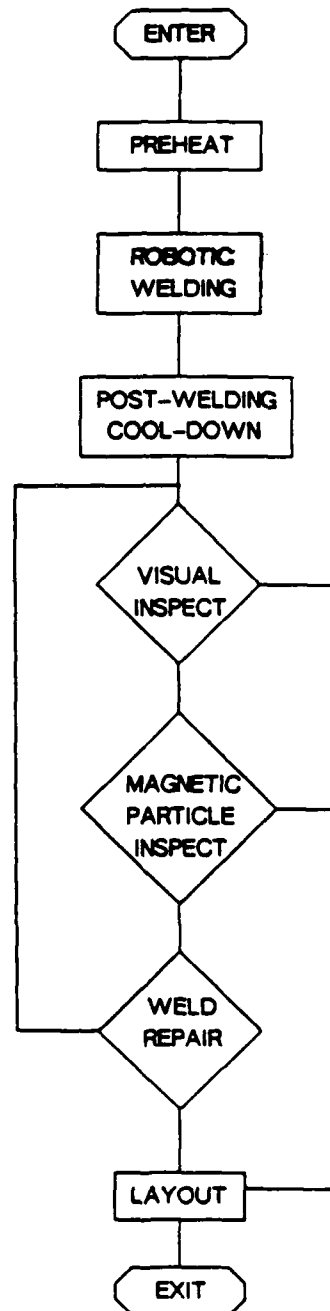 ENTER
PREHEAT
ROBOTIC
WELDING
POST-WELDING
COOL-DOWN
VISUAL
INSPECT
MAGNETIC
PARTICLE
INSPECT
WELD
REPAIR
LAYOUT
EXIT